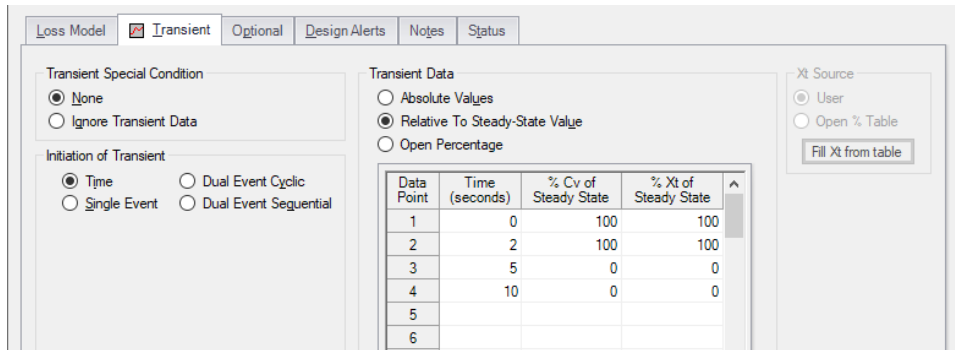 Loss Model Transient Optional Design Alerts Notes Status
Transient Special Condition
None
Ignore Transient Data
Initiation of Transient
Time Dual Event Cyclic
Single Event Dual Event Sequential
Transient Data
Absolute Values
Relative To Steady-State Value
Open Percentage
Data Point Time (seconds) % Cv of Steady State % Xt of Steady State
1 0 100 100
2 2 100 100
3 5 0 0
4 10 0 0
5
6
Xt Source
User
Open % Table
Fill Xt from table